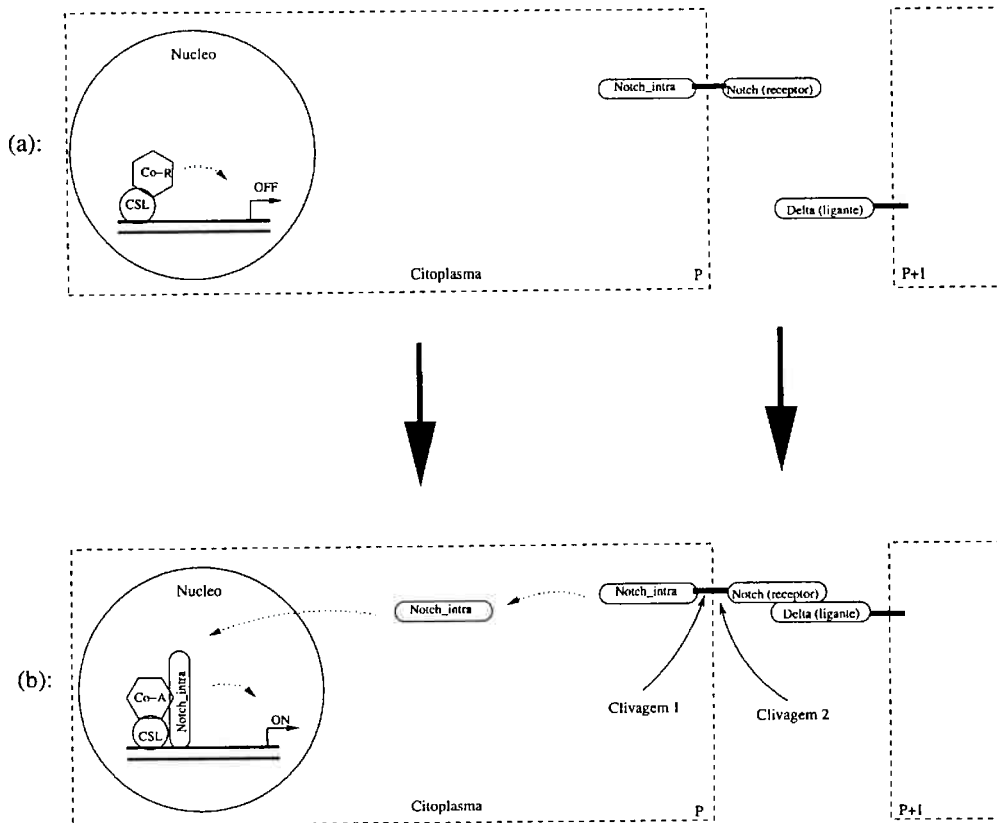 (a):
Nucleo
Notch_intra
Notch (receptor)
Co-R
CSL
OFF
Delta (ligante)
Citoplasma
P
P+1
(b):
Nucleo
Notch_intra
Notch_intra
Notch (receptor)
Delta (ligante)
Co-A
CSL
Notch_intra
ON
Clivagem 1
Clivagem 2
Citoplasma
P
P+1